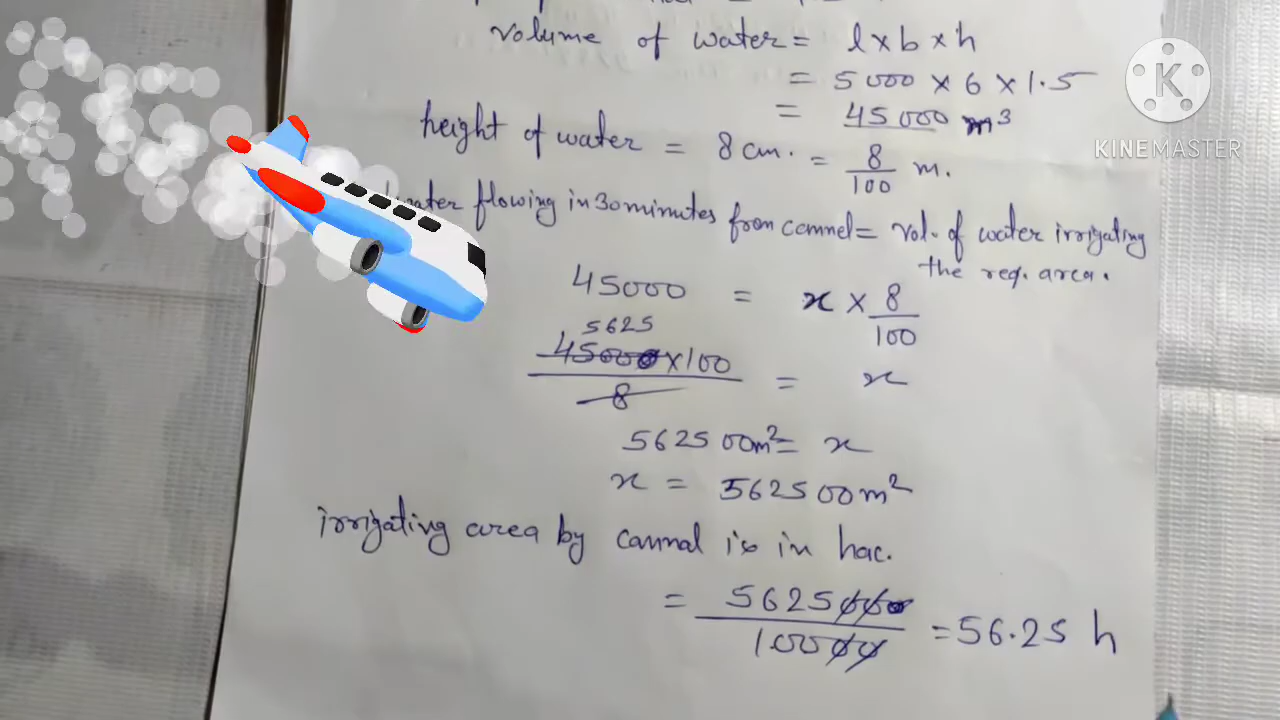 volume of water = l × b × h
= 5000 × 6 × 1.5
= 45000 m³
height of water = 8 cm. = 8/100 m.
water flowing in 30 minutes from cannel = vol. of water irrigating
the req. area.
45000 = x × 8/100
5625
45000 × 100 / 8 = x
562500 m² = x
x = 562500 m²
irrigating area by cannal is in hac.
= 562500 / 10000 = 56.25 h
K
KINEMASTER